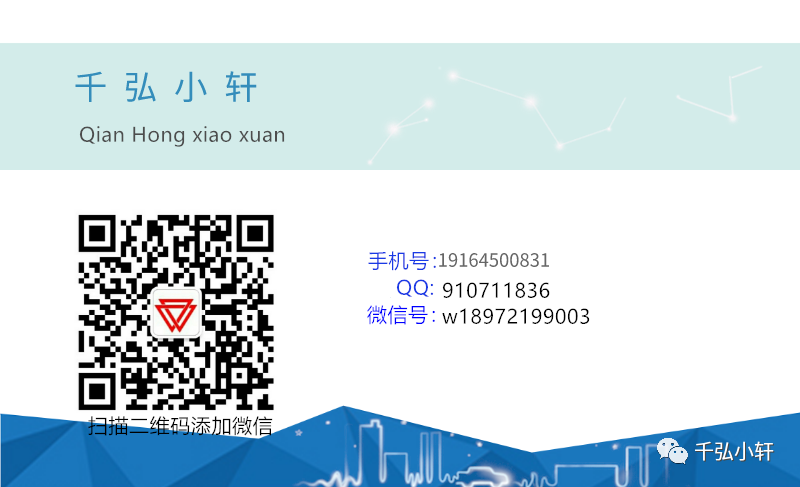 千弘小轩
Qian Hong xiao xuan
手机号:19164500831
QQ: 910711836
微信号: w18972199003
扫描二维码添加微信
千弘小轩